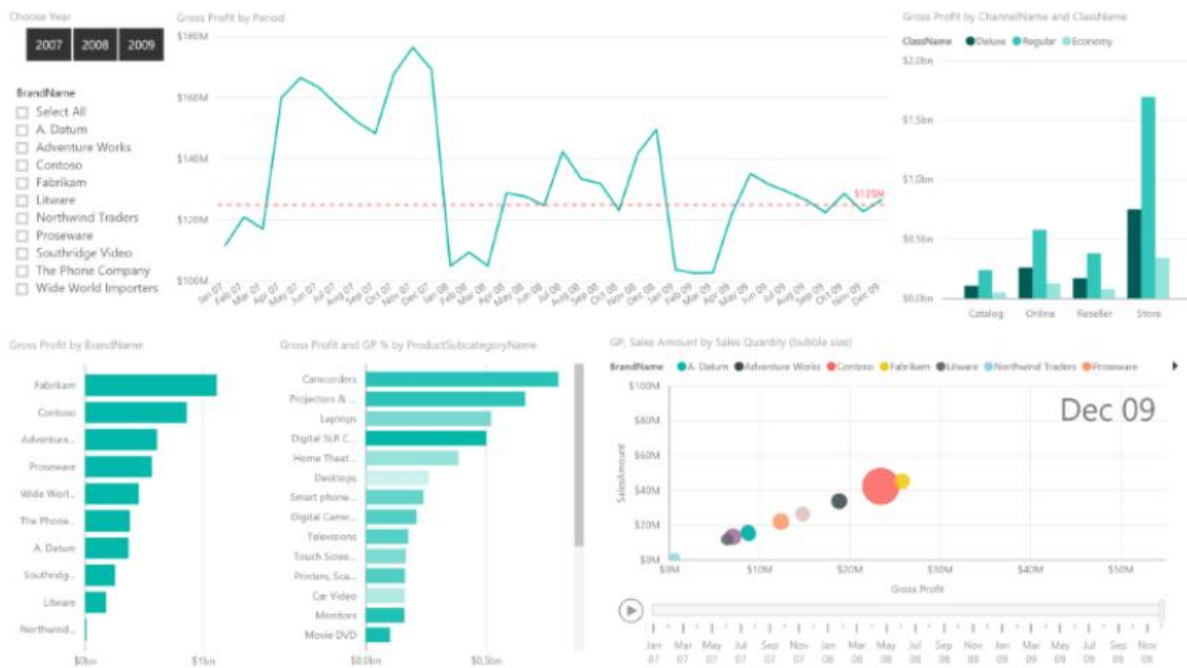 Choose Year
2007 2008 2009
BrandName
Select All
A. Datum
Adventure Works
Contoso
Fabrikam
Litware
Northwind Traders
Proseware
Southridge Video
The Phone Company
Wide World Importers
Gross Profit by Period
$180M
$160M
$140M
$120M
$100M
$125M
Jan 07 Feb 07 Mar 07 Apr 07 May 07 Jun 07 Jul 07 Aug 07 Sep 07 Oct 07 Nov 07 Dec 07 Jan 08 Feb 08 Mar 08 Apr 08 May 08 Jun 08 Jul 08 Aug 08 Sep 08 Oct 08 Nov 08 Dec 08 Jan 09 Feb 09 Mar 09 Apr 09 May 09 Jun 09 Jul 09 Aug 09 Sep 09 Oct 09 Nov 09 Dec 09
Gross Profit by ChannelName and ClassName
ClassName Deluxe Regular Economy
$2.0bn
$1.5bn
$1.0bn
$0.5bn
$0.0bn
Catalog Online Reseller Store
Gross Profit by BrandName
Fabrikam
Contoso
Adventure...
Proseware
Wide Worl...
The Phone...
A. Datum
Southridg...
Litware
Northwind...
$0bn $1bn
Gross Profit and GP % by ProductSubcategoryName
Camcorders
Projectors & ...
Laptops
Digital SLR C...
Home Theat...
Desktops
Smart phone...
Digital Came...
Televisions
Touch Scree...
Printers, Sca...
Car Video
Monitors
Movie DVD
$0.0bn $0.5bn
GP, Sales Amount by Sales Quantity (bubble size)
BrandName A. Datum Adventure Works Contoso Fabrikam Litware Northwind Traders Proseware
$100M
$80M
$60M
$40M
$20M
$0M
SalesAmount
Dec 09
$0M $10M $20M $30M $40M $50M
Gross Profit
Jan Mar May Jul Sep Nov Jan Mar May Jul Sep Nov Jan Mar May Jul Sep Nov
07 07 07 07 07 07 08 08 08 08 08 08 09 09 09 09 09 09